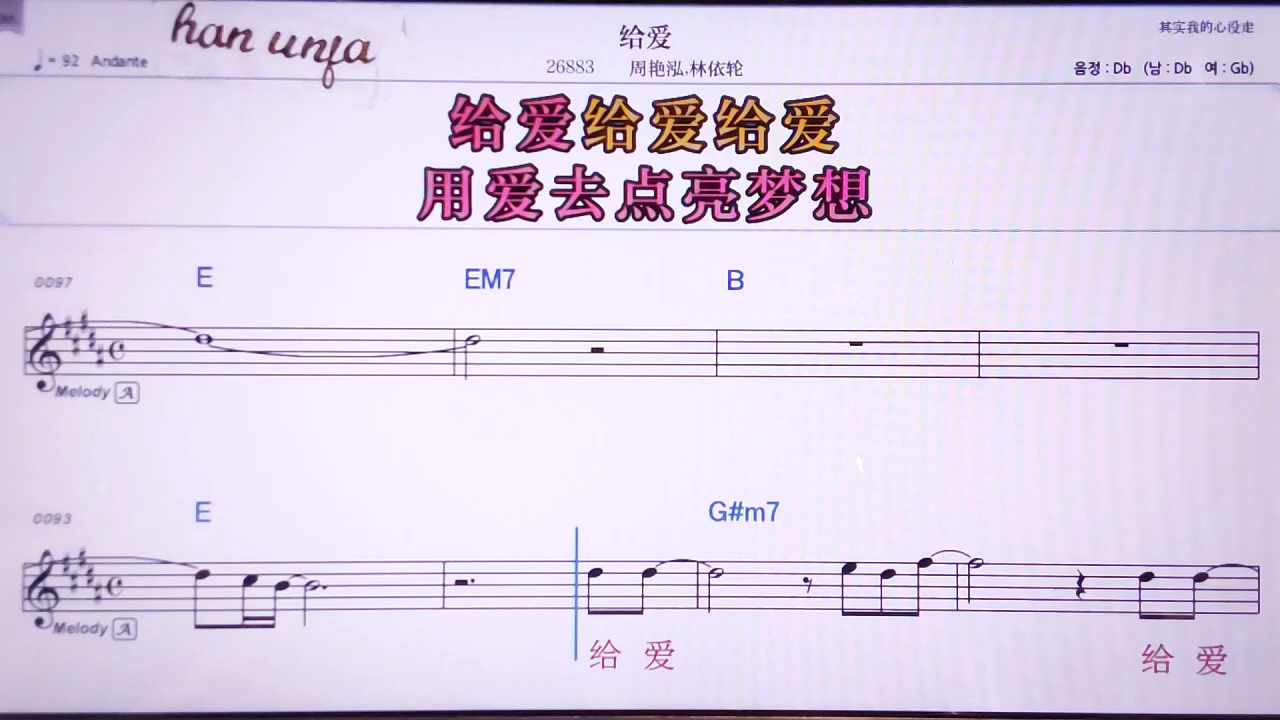 han unfa
♩= 92 Andante
给爱
26883 周艳泓,林依轮
其实我的心没走
음정 : Db (남 : Db 여 : Gb)
给爱给爱给爱
用爱去点亮梦想
0097 E EM7 B
Melody A
0093 E G#m7
Melody A
给 爱 给 爱